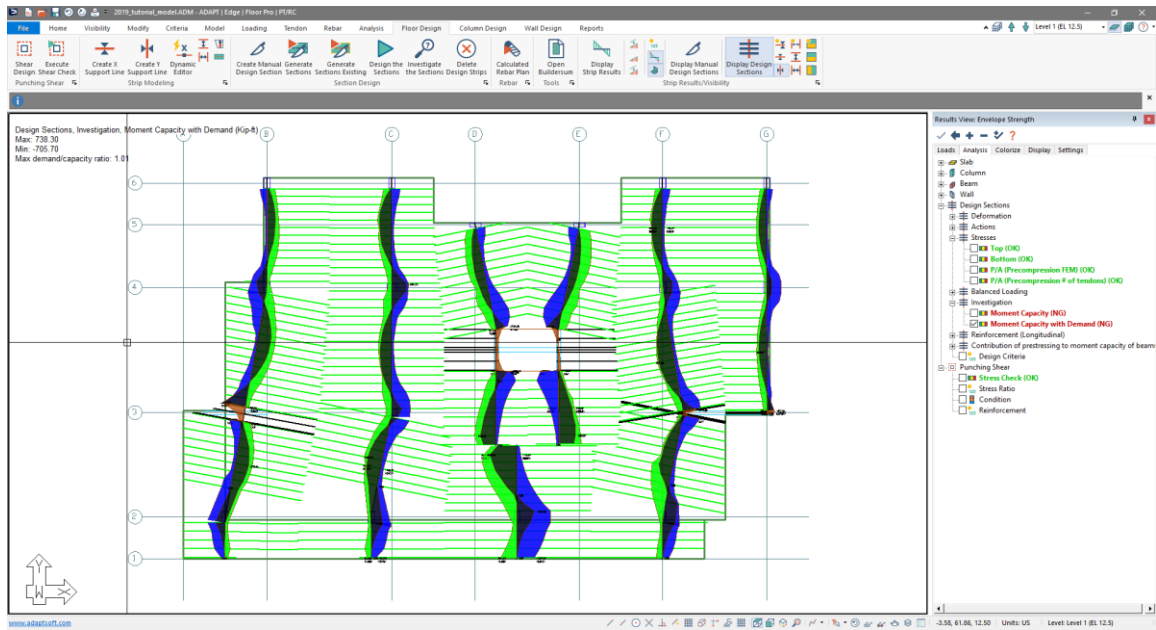 2019_tutorial_model.ADM - ADAPT | Edge | Floor Pro | PT/RC
File Home Visibility Modify Criteria Model Loading Tendon Rebar Analysis Floor Design Column Design Wall Design Reports
Level 1 (EL 12.5)
Shear Design
Execute Shear Check
Create X Support Line
Create Y Support Line
Dynamic Editor
Create Manual Design Section
Generate Sections
Generate Sections Existing
Design the Sections
Investigate the Sections
Delete Design Strips
Calculated Rebar Plan
Open Buildersum
Display Strip Results
Display Manual Design Sections
Display Design Sections
Punching Shear Strip Modeling Section Design Rebar Tools Strip Results/Visibility
Design Sections, Investigation, Moment Capacity with Demand (Kip-ft)
Max: 738.30
Min: -705.70
Max demand/capacity ratio: 1.01
A B C D E F G
6
5
4
3
2
1
Y
W X
Results View: Envelope Strength
Loads Analysis Colorize Display Settings
Slab
Column
Beam
Wall
Design Sections
Deformation
Actions
Stresses
Top (OK)
Bottom (OK)
P/A (Precompression FEM) (OK)
P/A (Precompression # of tendons) (OK)
Balanced Loading
Investigation
Moment Capacity (NG)
Moment Capacity with Demand (NG)
Reinforcement (Longitudinal)
Contribution of prestressing to moment capacity of beam
Design Criteria
Punching Shear
Stress Check (OK)
Stress Ratio
Condition
Reinforcement
www.adaptsoft.com
-3.58, 61.86, 12.50 Units: US Level: Level 1 (EL 12.5)